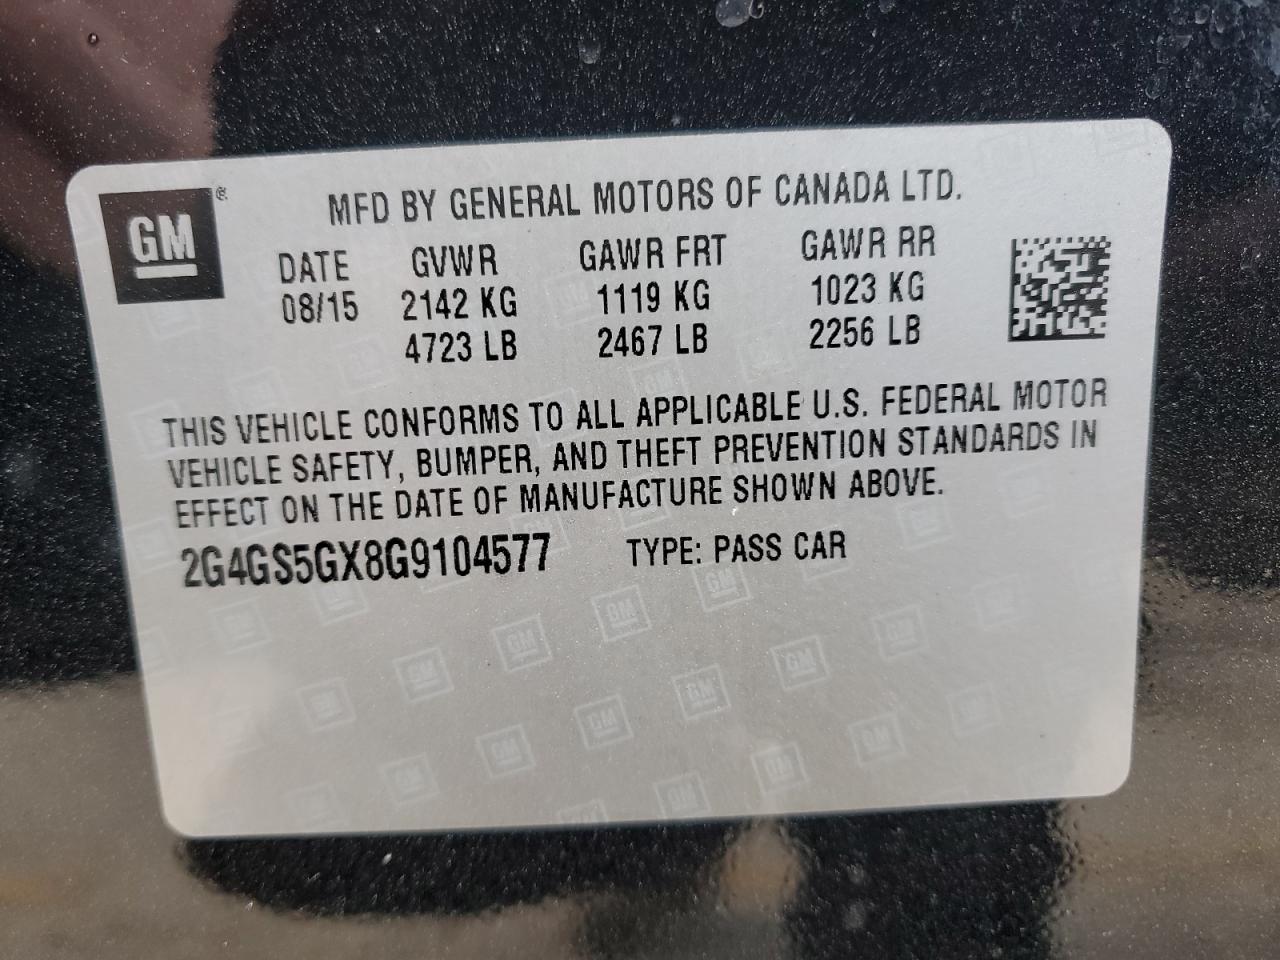 GM®
MFD BY GENERAL MOTORS OF CANADA LTD.
DATE GVWR GAWR FRT GAWR RR
08/15 2142 KG 1119 KG 1023 KG
4723 LB 2467 LB 2256 LB
THIS VEHICLE CONFORMS TO ALL APPLICABLE U.S. FEDERAL MOTOR
VEHICLE SAFETY, BUMPER, AND THEFT PREVENTION STANDARDS IN
EFFECT ON THE DATE OF MANUFACTURE SHOWN ABOVE.
2G4GS5GX8G9104577 TYPE: PASS CAR